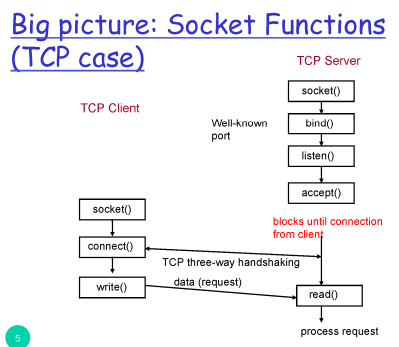 Big picture: Socket Functions
(TCP case)
TCP Server
socket()
TCP Client
Well-known
port
bind()
listen()
accept()
socket()
blocks until connection
from client
connect()
TCP three-way handshaking
write()
data (request)
read()
process request
5